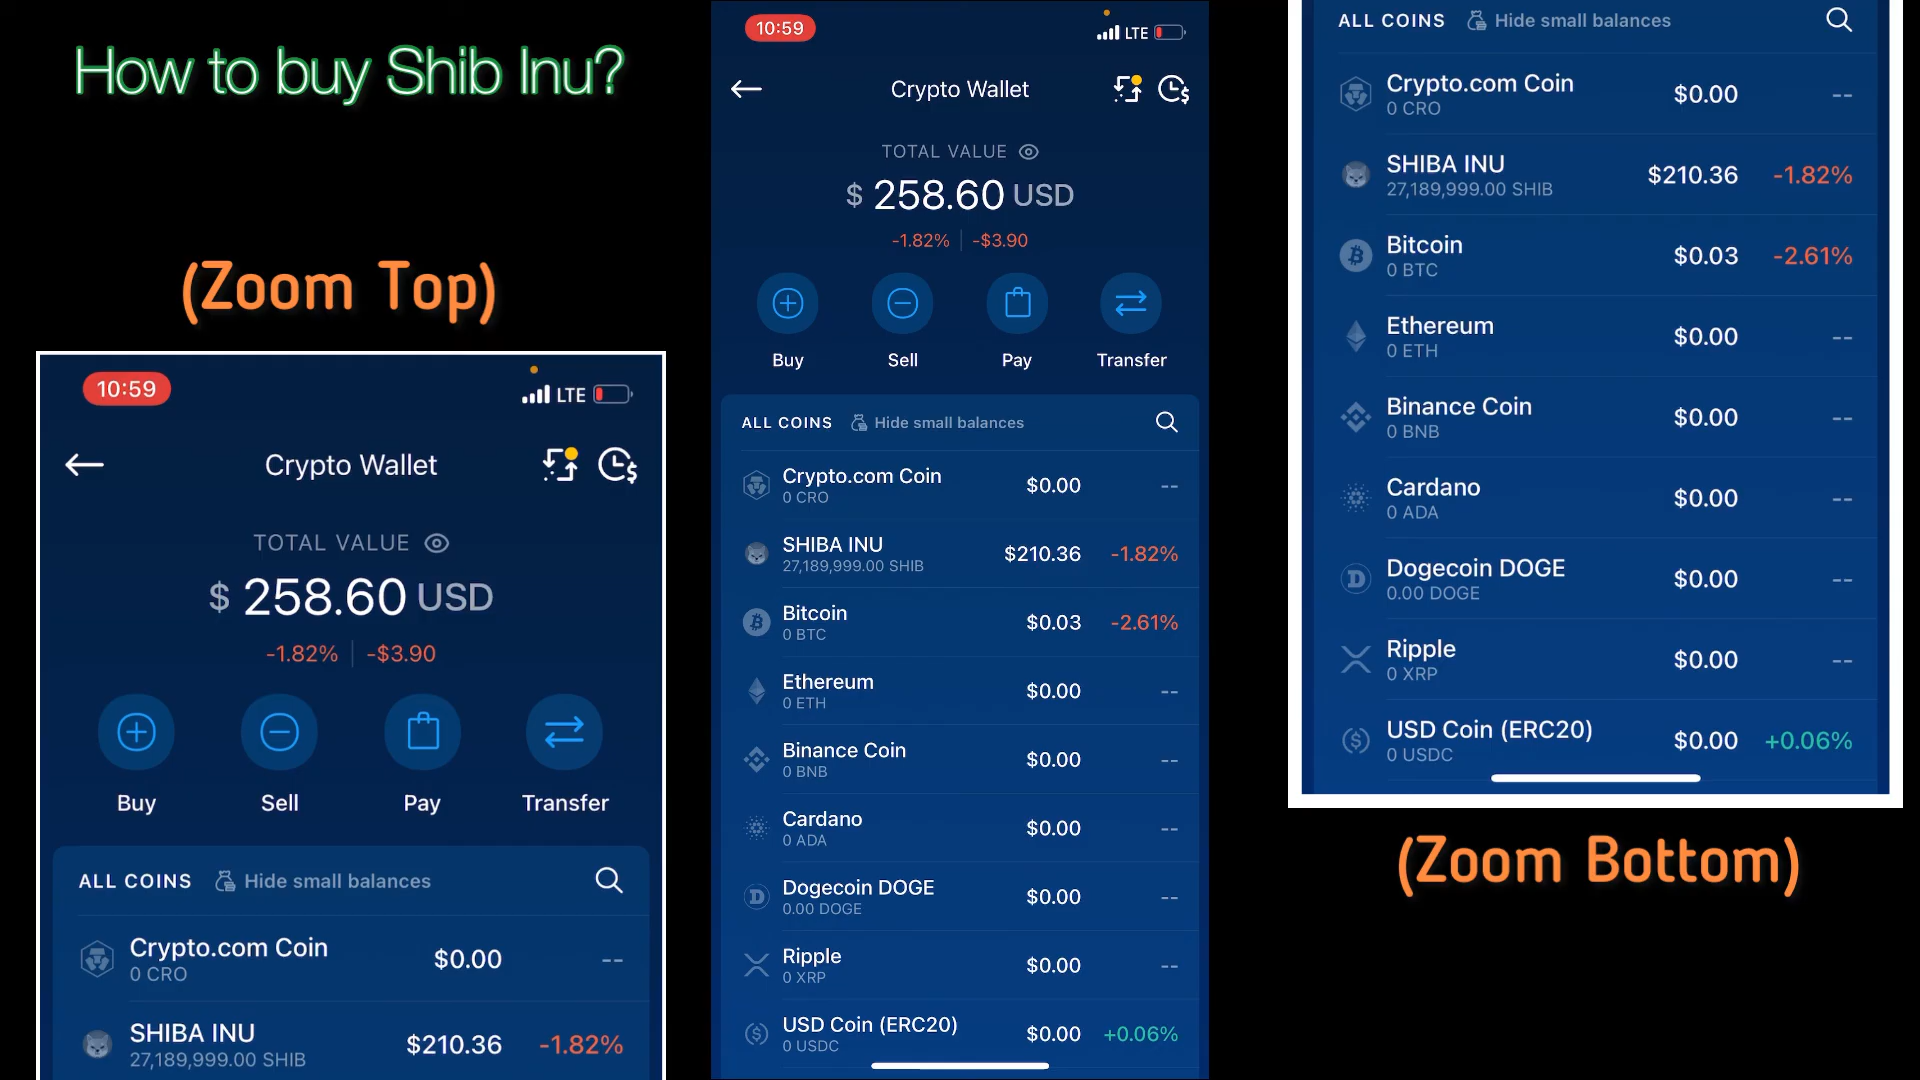 How to buy Shib Inu?
(Zoom Top)
10:59
LTE
Crypto Wallet
TOTAL VALUE
$ 258.60 USD
-1.82% -$3.90
Buy Sell Pay Transfer
ALL COINS Hide small balances
Crypto.com Coin $0.00 --
0 CRO
SHIBA INU $210.36 -1.82%
27,189,999.00 SHIB
10:59
LTE
Crypto Wallet
TOTAL VALUE
$ 258.60 USD
-1.82% -$3.90
Buy Sell Pay Transfer
ALL COINS Hide small balances
Crypto.com Coin $0.00 --
0 CRO
SHIBA INU $210.36 -1.82%
27,189,999.00 SHIB
Bitcoin $0.03 -2.61%
0 BTC
Ethereum $0.00 --
0 ETH
Binance Coin $0.00 --
0 BNB
Cardano $0.00 --
0 ADA
Dogecoin DOGE $0.00 --
0.00 DOGE
Ripple $0.00 --
0 XRP
USD Coin (ERC20) $0.00 +0.06%
0 USDC
ALL COINS Hide small balances
Crypto.com Coin $0.00 --
0 CRO
SHIBA INU $210.36 -1.82%
27,189,999.00 SHIB
Bitcoin $0.03 -2.61%
0 BTC
Ethereum $0.00 --
0 ETH
Binance Coin $0.00 --
0 BNB
Cardano $0.00 --
0 ADA
Dogecoin DOGE $0.00 --
0.00 DOGE
Ripple $0.00 --
0 XRP
USD Coin (ERC20) $0.00 +0.06%
0 USDC
(Zoom Bottom)